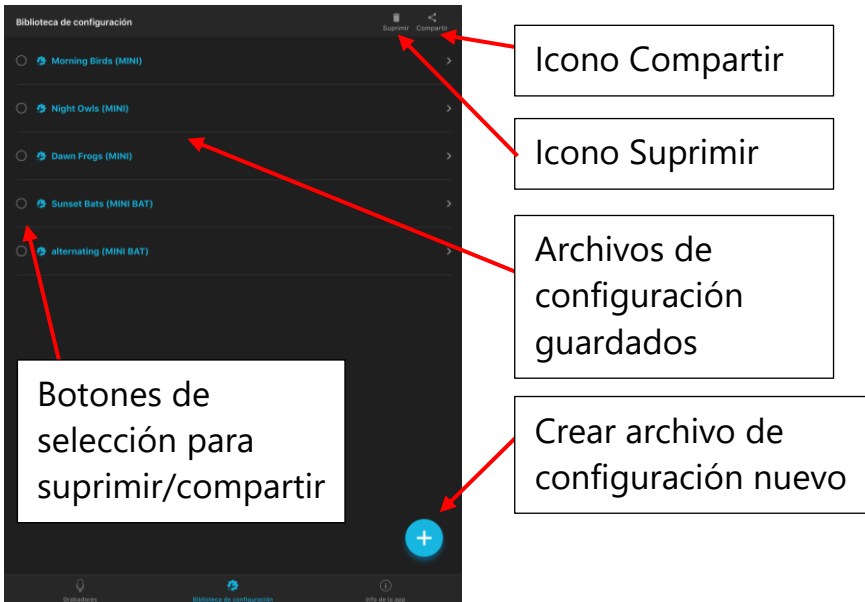 Biblioteca de configuración
Suprimir Compartir
Morning Birds (MINI)
Night Owls (MINI)
Dawn Frogs (MINI)
Sunset Bats (MINI BAT)
alternating (MINI BAT)
Icono Compartir
Icono Suprimir
Archivos de
configuración
guardados
Botones de
selección para
suprimir/compartir
Crear archivo de
configuración nuevo
Grabadores Biblioteca de configuración Info de la app